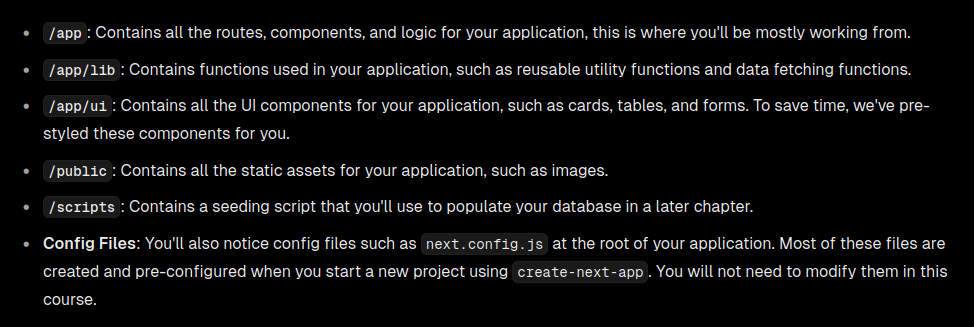 /app: Contains all the routes, components, and logic for your application, this is where you'll be mostly working from.
/app/lib: Contains functions used in your application, such as reusable utility functions and data fetching functions.
/app/ui: Contains all the UI components for your application, such as cards, tables, and forms. To save time, we've pre-
styled these components for you.
/public: Contains all the static assets for your application, such as images.
/scripts: Contains a seeding script that you'll use to populate your database in a later chapter.
Config Files: You'll also notice config files such as next.config.js at the root of your application. Most of these files are
created and pre-configured when you start a new project using create-next-app. You will not need to modify them in this
course.